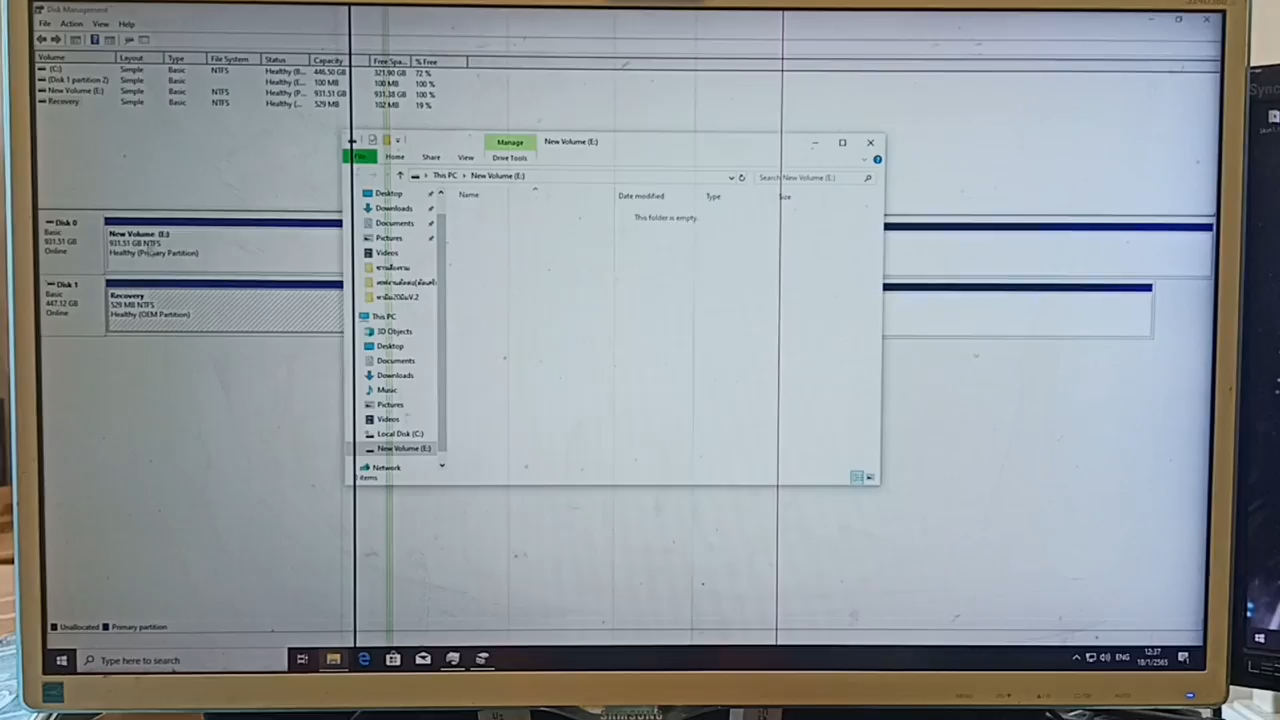 Disk Management
File Action View Help
Volume Layout Type File System Status Capacity Free Spa... % Free
(C:) Simple Basic NTFS Healthy (B... 446.50 GB 321.90 GB 72 %
(Disk 1 partition 2) Simple Basic Healthy (E... 100 MB 100 MB 100 %
New Volume (E:) Simple Basic NTFS Healthy (P... 931.51 GB 931.38 GB 100 %
Recovery Simple Basic NTFS Healthy (... 529 MB 102 MB 19 %
Manage New Volume (E:)
File Home Share View Drive Tools
This PC › New Volume (E:)
Search New Volume (E:)
Name Date modified Type Size
This folder is empty.
Desktop
Downloads
Documents
Pictures
Videos
This PC
3D Objects
Desktop
Documents
Downloads
Music
Pictures
Videos
Local Disk (C:)
New Volume (E:)
Network
items
Disk 0
Basic
931.51 GB
Online
New Volume (E:)
931.51 GB NTFS
Healthy (Primary Partition)
Disk 1
Basic
447.12 GB
Online
Recovery
529 MB NTFS
Healthy (OEM Partition)
Unallocated Primary partition
Type here to search
ENG
12:37
18/1/2565
SAMSUNG
Sync